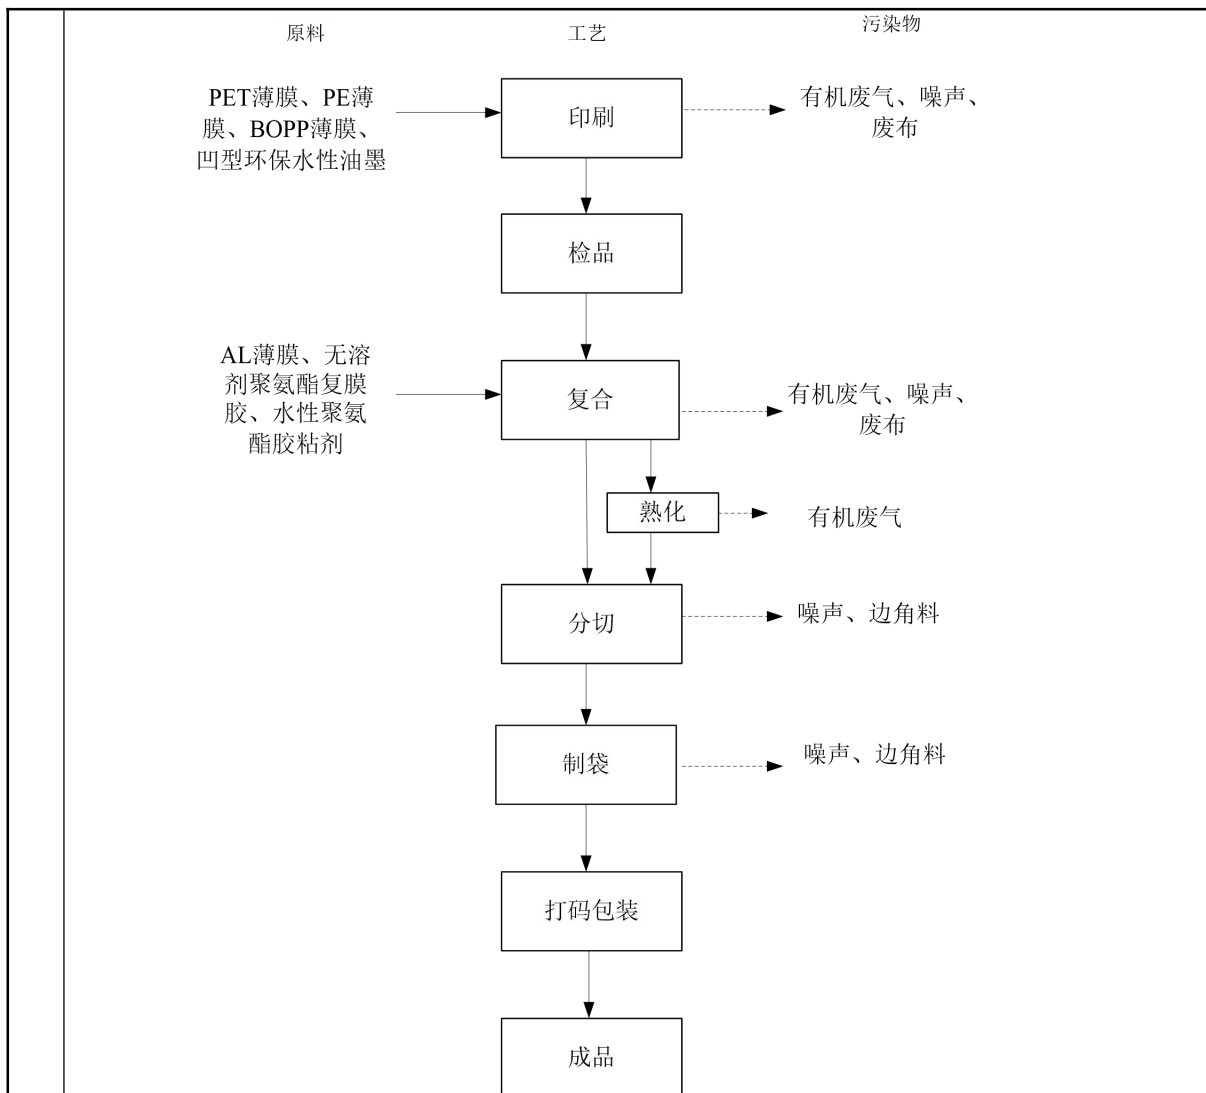 原料
工艺
污染物
PET薄膜、PE薄
膜、BOPP薄膜、
凹型环保水性油墨
印刷
有机废气、噪声、
废布
检品
AL薄膜、无溶
剂聚氨酯复膜
胶、水性聚氨
酯胶粘剂
复合
有机废气、噪声、
废布
熟化
有机废气
分切
噪声、边角料
制袋
噪声、边角料
打码包装
成品